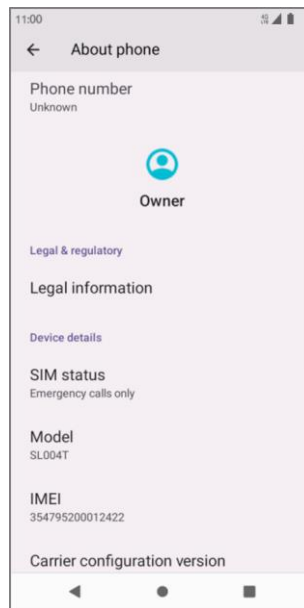 11:00
About phone
Phone number
Unknown
Owner
Legal & regulatory
Legal information
Device details
SIM status
Emergency calls only
Model
SL004T
IMEI
354795200012422
Carrier configuration version